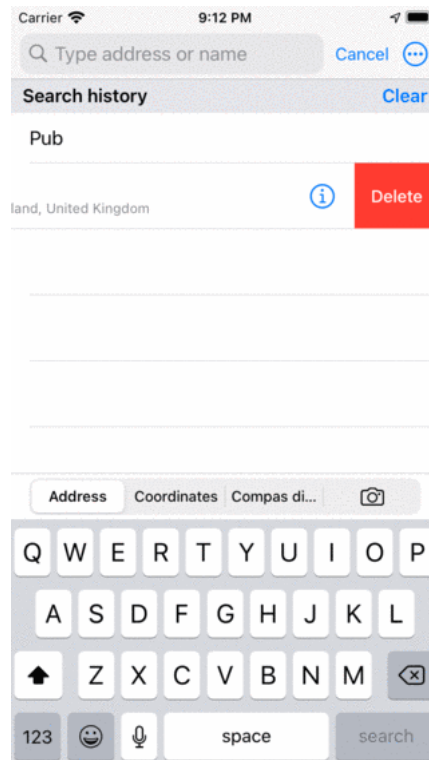 Carrier 9:12 PM
Type address or name Cancel
Search history Clear
Pub
land, United Kingdom Delete
Address Coordinates Compas di...
Q W E R T Y U I O P
A S D F G H J K L
Z X C V B N M
123 space search